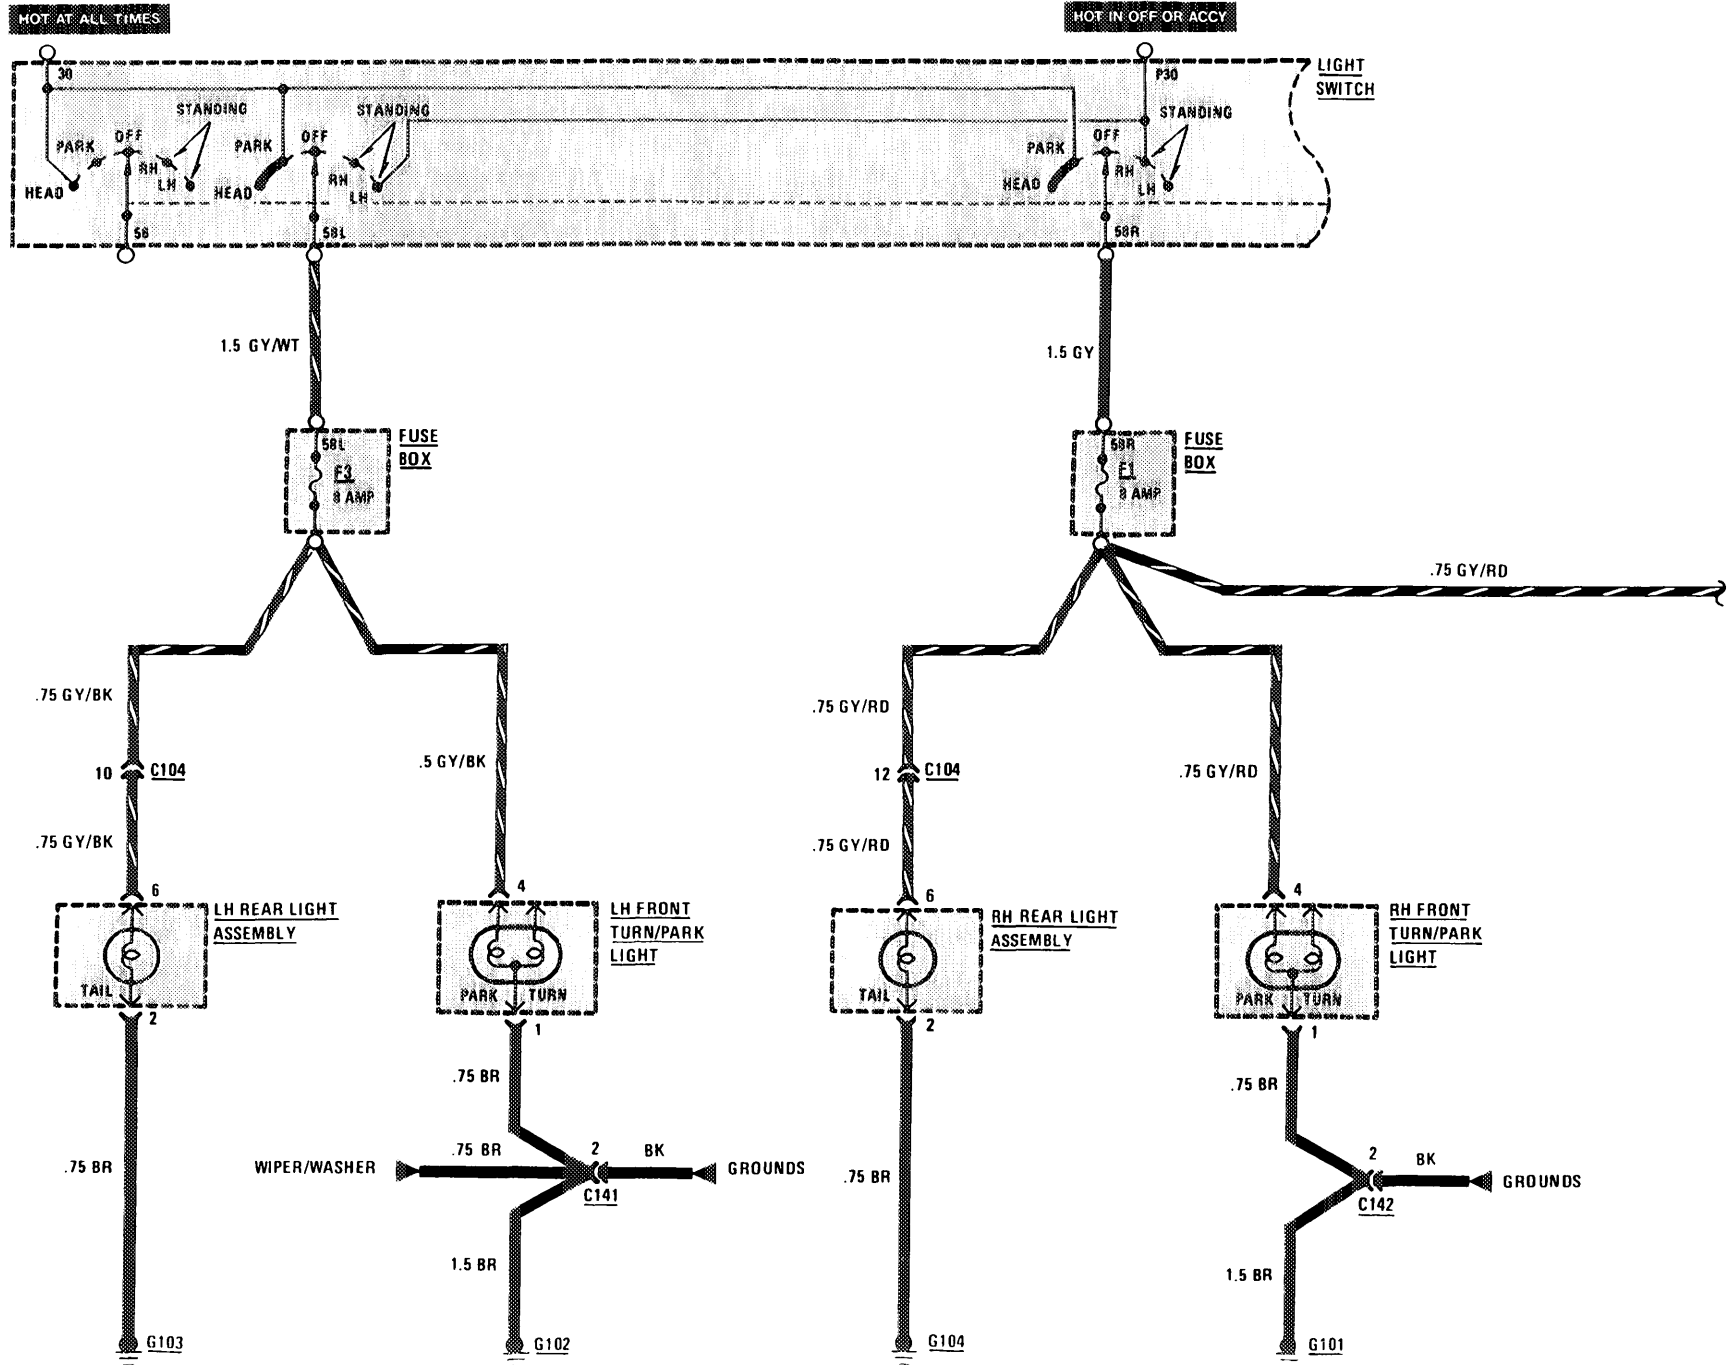 HOT AT ALL TIMES
HOT IN OFF OR ACCY
30
P30
LIGHT
SWITCH
STANDING
STANDING
STANDING
PARK
OFF
RH
LH
HEAD
PARK
OFF
RH
LH
HEAD
PARK
OFF
RH
LH
HEAD
58
58L
58R
1.5 GY/WT
1.5 GY
58L
F3
8 AMP
FUSE
BOX
58R
F1
8 AMP
FUSE
BOX
.75 GY/RD
.75 GY/BK
.5 GY/BK
.75 GY/RD
.75 GY/RD
10
C104
12
C104
.75 GY/BK
.75 GY/RD
6
4
6
4
LH REAR LIGHT
ASSEMBLY
TAIL
LH FRONT
TURN/PARK
LIGHT
PARK
TURN
RH REAR LIGHT
ASSEMBLY
TAIL
RH FRONT
TURN/PARK
LIGHT
PARK
TURN
2
1
2
1
.75 BR
.75 BR
.75 BR
WIPER/WASHER
.75 BR
2
BK
GROUNDS
C141
.75 BR
2
BK
GROUNDS
C142
1.5 BR
1.5 BR
G103
G102
G104
G101